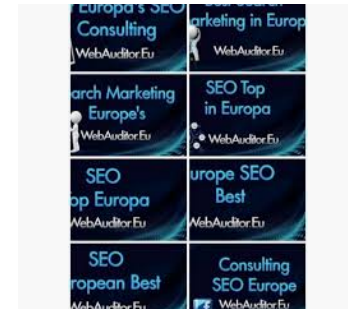 Europa's SEO
Consulting
WebAuditor.Eu
arketing in Europ
WebAuditor.Eu
arch Marketing
Europe's
WebAuditor.Eu
SEO Top
in Europa
WebAuditor.Eu
SEO
op Europa
WebAuditor.Eu
urope SEO
Best
WebAuditor.Eu
SEO
ropean Best
WebAuditor.Eu
Consulting
SEO Europe
WebAuditor.Eu